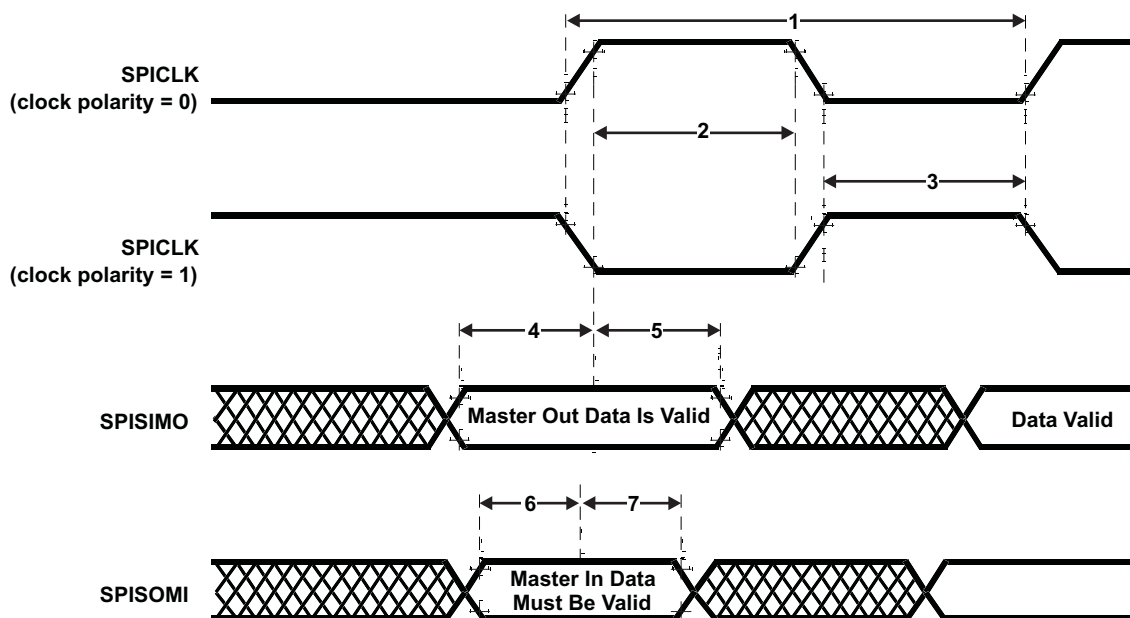 1
SPICLK
(clock polarity = 0)
2
3
SPICLK
(clock polarity = 1)
4
5
SPISIMO
Master Out Data Is Valid
Data Valid
6
7
SPISOMI
Master In Data
Must Be Valid